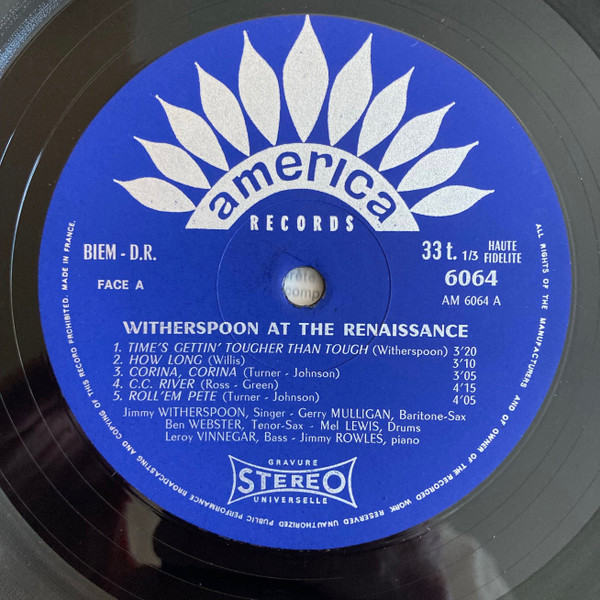 america
RECORDS
BIEM - D.R.
33 t. 1/3 HAUTE FIDELITE
FACE A
6064
AM 6064 A
WITHERSPOON AT THE RENAISSANCE
1. TIME'S GETTIN' TOUGHER THAN TOUGH (Witherspoon) 3'20
2. HOW LONG (Willis) 3'10
3. CORINA, CORINA (Turner - Johnson) 3'05
4. C.C. RIVER (Ross - Green) 4'15
5. ROLL'EM PETE (Turner - Johnson) 4'05
Jimmy WITHERSPOON, Singer - Gerry MULLIGAN, Baritone-Sax
Ben WEBSTER, Tenor-Sax - Mel LEWIS, Drums
Leroy VINNEGAR, Bass - Jimmy ROWLES, piano
GRAVURE
STEREO
UNIVERSELLE
ALL RIGHTS OF THE MANUFACTURERS AND OF OWNER OF THE RECORDED WORK. UNAUTHORIZED PUBLIC PERFORMANCE BROADCASTING AND COPYING OF THIS RECORD PROHIBITED. MADE IN FRANCE.
comp